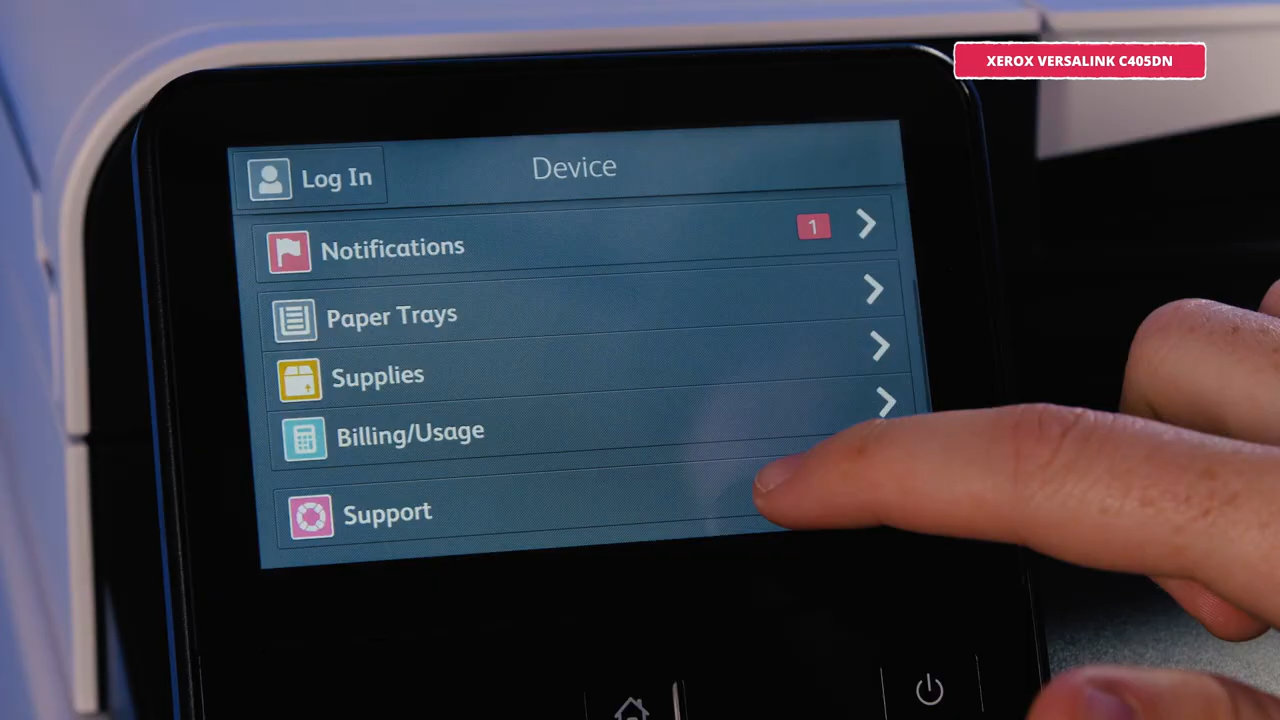 XEROX VERSALINK C405DN
Log In
Device
Notifications
1
Paper Trays
Supplies
Billing/Usage
Support